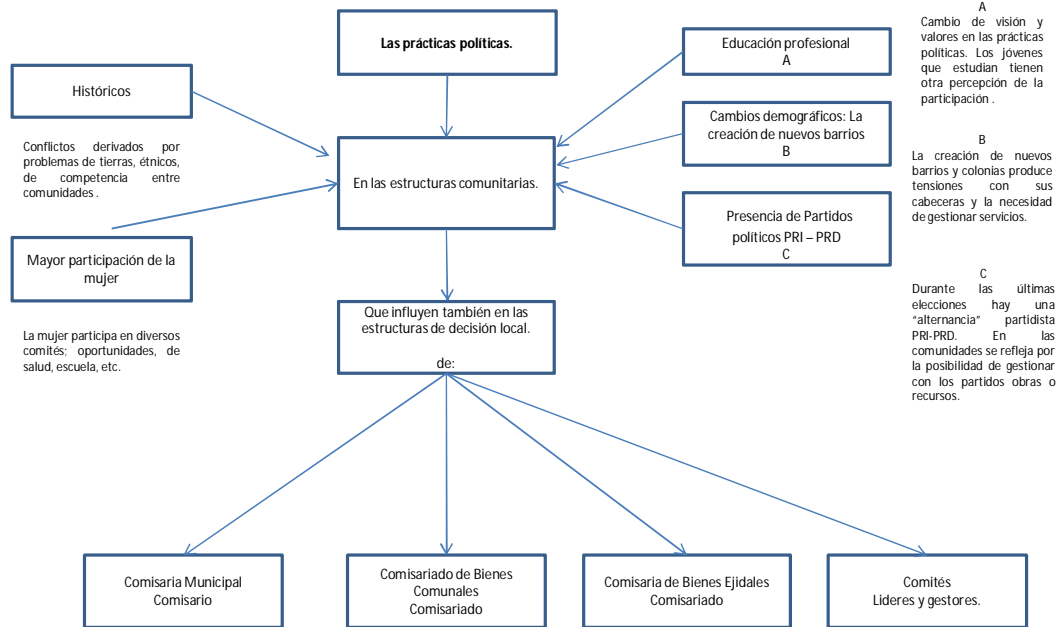 Las prácticas políticas.
Históricos
Conflictos derivados por
problemas de tierras, étnicos,
de competencia entre
comunidades .
Mayor participación de la
mujer
La mujer participa en diversos
comités; oportunidades, de
salud, escuela, etc.
En las estructuras comunitarias.
Que influyen también en las
estructuras de decisión local.
de:
Educación profesional
A
Cambios demográficos: La
creación de nuevos barrios
B
Presencia de Partidos
políticos PRI – PRD
C
A
Cambio de visión y
valores en las prácticas
políticas. Los jóvenes
que estudian tienen
otra percepción de la
participación .
B
La creación de nuevos
barrios y colonias produce
tensiones con sus
cabeceras y la necesidad
de gestionar servicios.
C
Durante las últimas
elecciones hay una
“alternancia” partidista
PRI-PRD. En las
comunidades se refleja por
la posibilidad de gestionar
con los partidos obras o
recursos.
Comisaria Municipal
Comisario
Comisariado de Bienes
Comunales
Comisariado
Comisaria de Bienes Ejidales
Comisariado
Comités
Lideres y gestores.